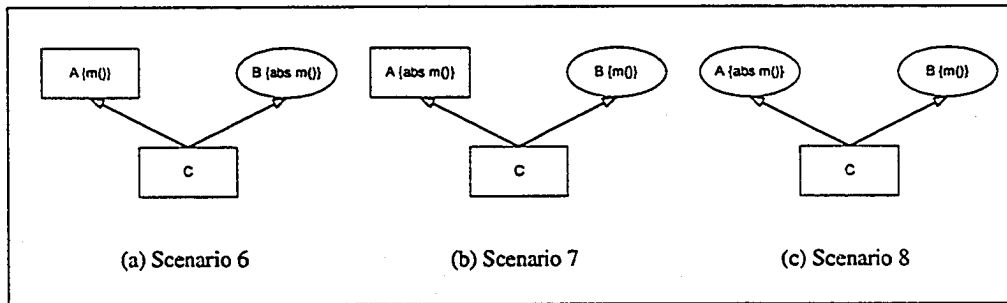 A {m()}
B {abs m()}
C
(a) Scenario 6
A {abs m()}
B {m()}
C
(b) Scenario 7
A {abs m()}
B {m()}
C
(c) Scenario 8